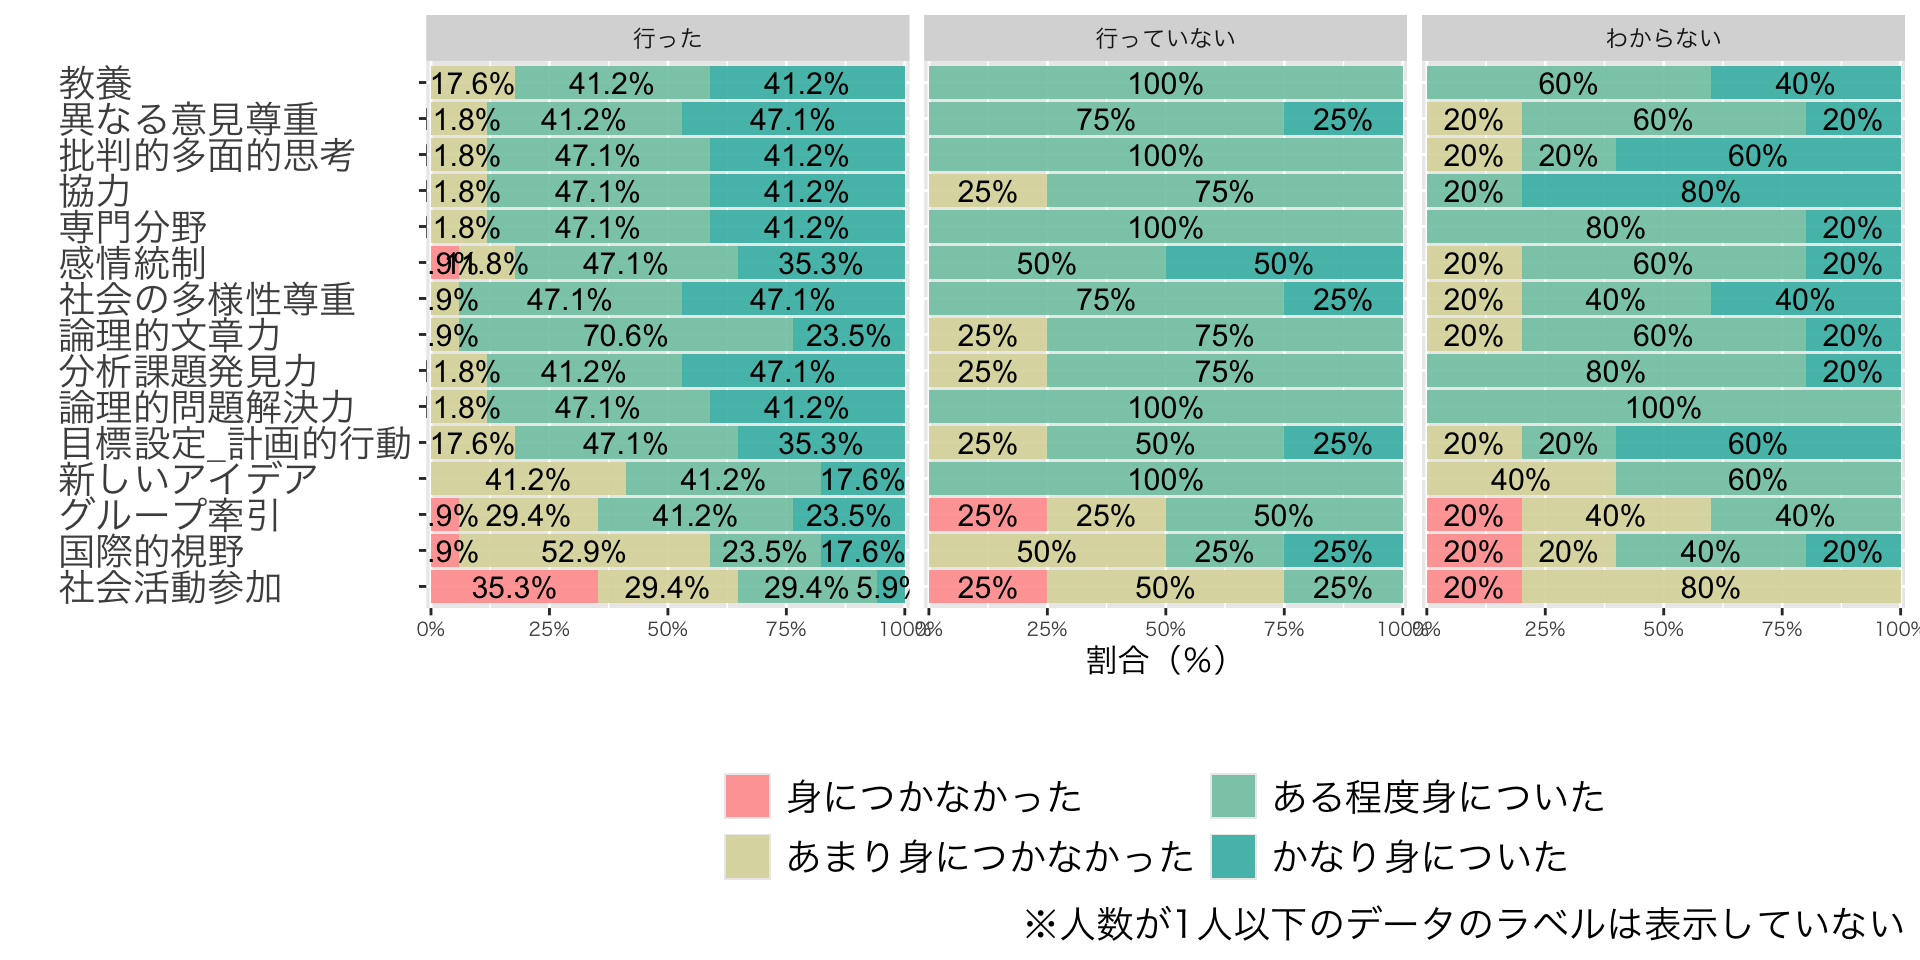 行った 行っていない わからない
教養 17.6% 41.2% 41.2% 100% 60% 40%
異なる意見尊重 1.8% 41.2% 47.1% 75% 25% 20% 60% 20%
批判的多面的思考 1.8% 47.1% 41.2% 100% 20% 20% 60%
協力 1.8% 47.1% 41.2% 25% 75% 20% 80%
専門分野 1.8% 47.1% 41.2% 100% 80% 20%
感情統制 .9% 11.8% 47.1% 35.3% 50% 50% 20% 60% 20%
社会の多様性尊重 .9% 47.1% 47.1% 75% 25% 20% 40% 40%
論理的文章力 .9% 70.6% 23.5% 25% 75% 20% 60% 20%
分析課題発見力 1.8% 41.2% 47.1% 25% 75% 80% 20%
論理的問題解決力 1.8% 47.1% 41.2% 100% 100%
目標設定_計画的行動 17.6% 47.1% 35.3% 25% 50% 25% 20% 20% 60%
新しいアイデア 41.2% 41.2% 17.6% 100% 40% 60%
グループ牽引 .9% 29.4% 41.2% 23.5% 25% 25% 50% 20% 40% 40%
国際的視野 .9% 52.9% 23.5% 17.6% 50% 25% 25% 20% 20% 40% 20%
社会活動参加 35.3% 29.4% 29.4% 5.9% 25% 50% 25% 20% 80%
0% 25% 50% 75% 100% 0% 25% 50% 75% 100% 0% 25% 50% 75% 100%
割合（%）
身につかなかった ある程度身についた
あまり身につかなかった かなり身についた
※人数が1人以下のデータのラベルは表示していない